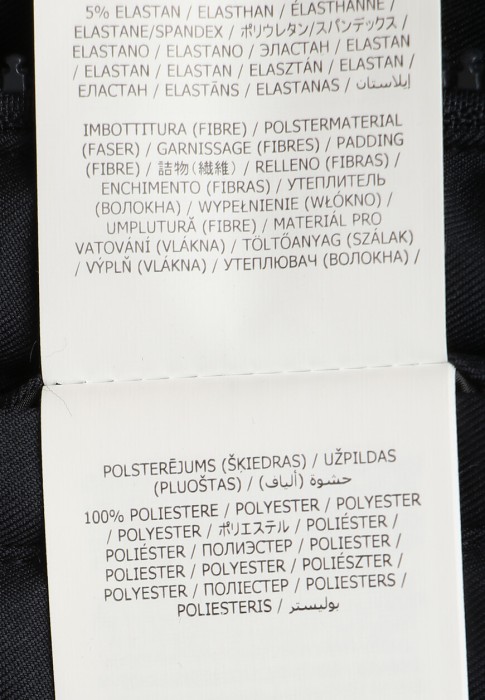 5% ELASTAN / ELASTHAN / ÉLASTHANNE /
ELASTANE/SPANDEX / ポリウレタン/スパンデックス /
ELASTANO / ELASTANO / ЭЛАСТАН / ELASTAN
/ ELASTAN / ELASTAN / ELASZTÁN / ELASTAN /
ЕЛАСТАН / ELASTĀNS / ELASTANAS / إيلاستان
IMBOTTITURA (FIBRE) / POLSTERMATERIAL
(FASER) / GARNISSAGE (FIBRES) / PADDING
(FIBRE) / 詰物(繊維) / RELLENO (FIBRAS) /
ENCHIMENTO (FIBRAS) / УТЕПЛИТЕЛЬ
(ВОЛОКНА) / WYPEŁNIENIE (WŁÓKNO) /
UMPLUTURĂ (FIBRE) / MATERIÁL PRO
VATOVÁNÍ (VLÁKNA) / TÖLTŐANYAG (SZÁLAK)
/ VÝPLŇ (VLÁKNA) / УТЕПЛЮВАЧ (ВОЛОКНА) /
POLSTERĒJUMS (ŠĶIEDRAS) / UŽPILDAS
(PLUOŠTAS) / حشوة (ألياف)
100% POLIESTERE / POLYESTER / POLYESTER
/ POLYESTER / ポリエステル / POLIÉSTER /
POLIÉSTER / ПОЛИЭСТЕР / POLIESTER /
POLIESTER / POLYESTER / POLIÉSZTER /
POLYESTER / ПОЛІЕСТЕР / POLIESTERS /
POLIESTERIS / بوليستر